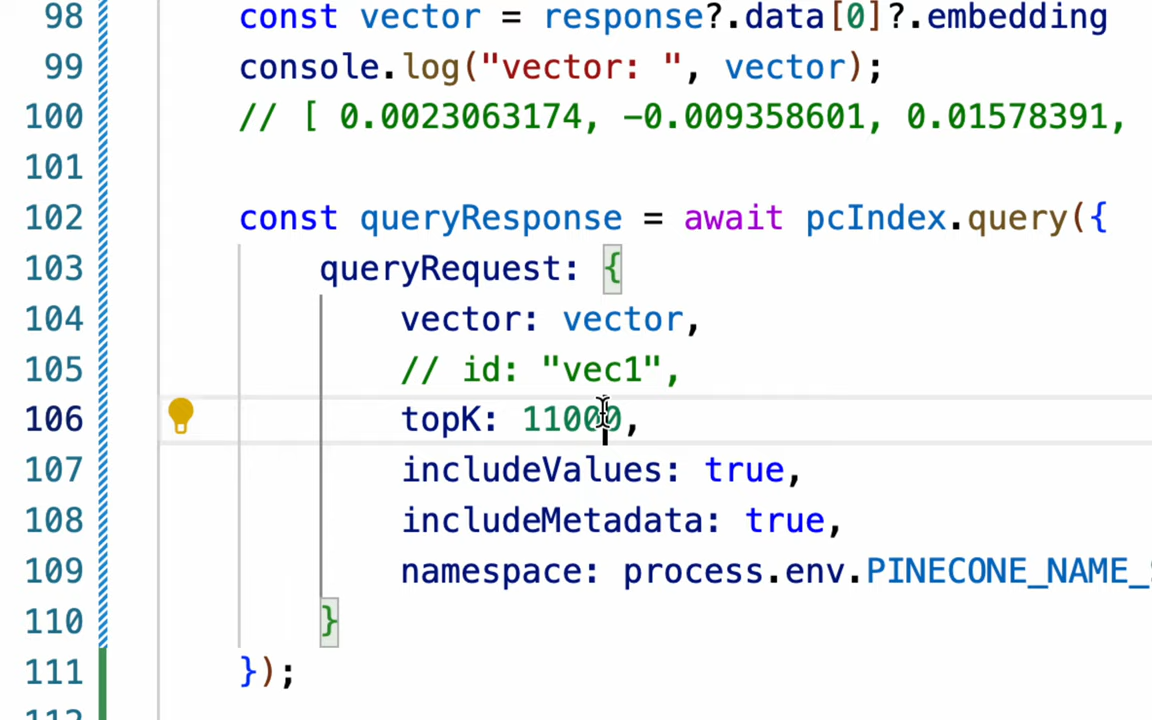 98 const vector = response?.data[0]?.embedding
99 console.log("vector: ", vector);
100 // [ 0.0023063174, -0.009358601, 0.01578391,
101
102 const queryResponse = await pcIndex.query({
103 queryRequest: {
104 vector: vector,
105 // id: "vec1",
106 topK: 11000,
107 includeValues: true,
108 includeMetadata: true,
109 namespace: process.env.PINECONE_NAME_S
110 }
111 });